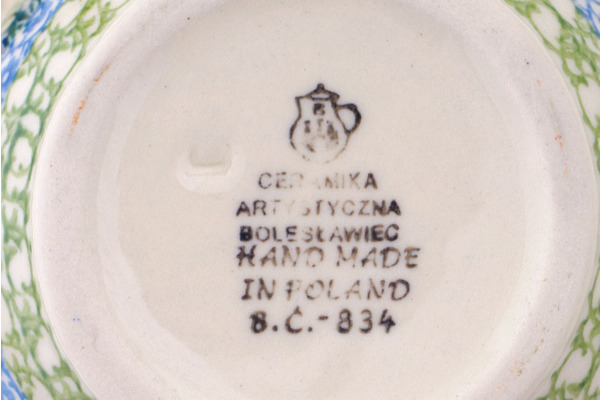 CERAMIKA
ARTYSTYCZNA
BOLESŁAWIEC
HAND MADE
IN POLAND
B.C.-834